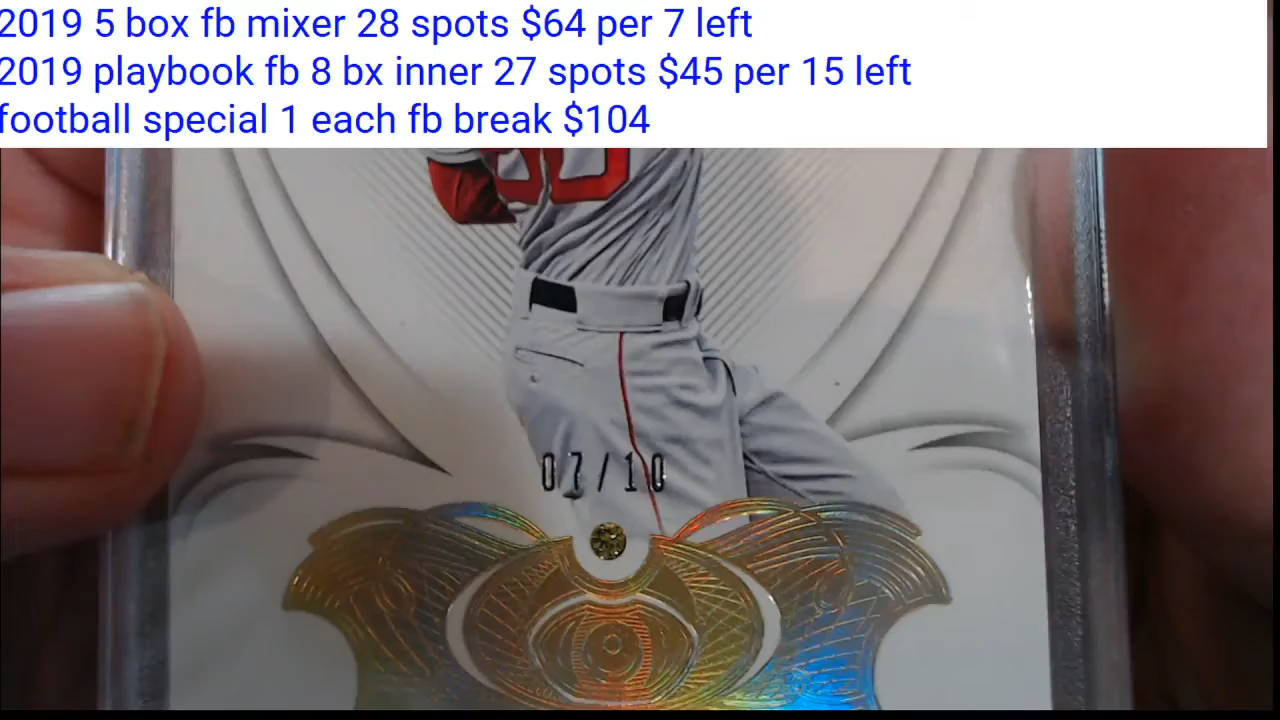 2019 5 box fb mixer 28 spots $64 per 7 left
2019 playbook fb 8 bx inner 27 spots $45 per 15 left
football special 1 each fb break $104
07/10